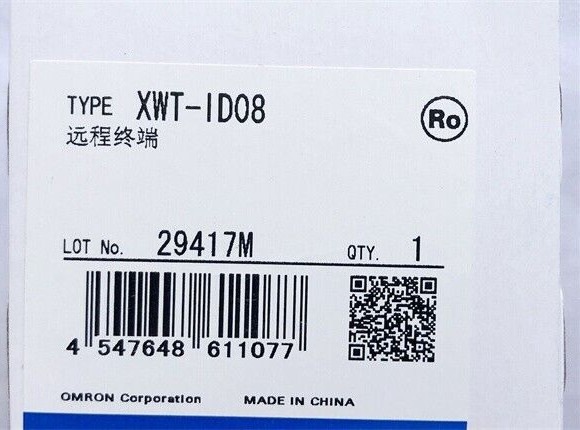 TYPE XWT-ID08
远程终端
Ro
LOT No. 29417M QTY. 1
4 547648 611077
OMRON Corporation MADE IN CHINA